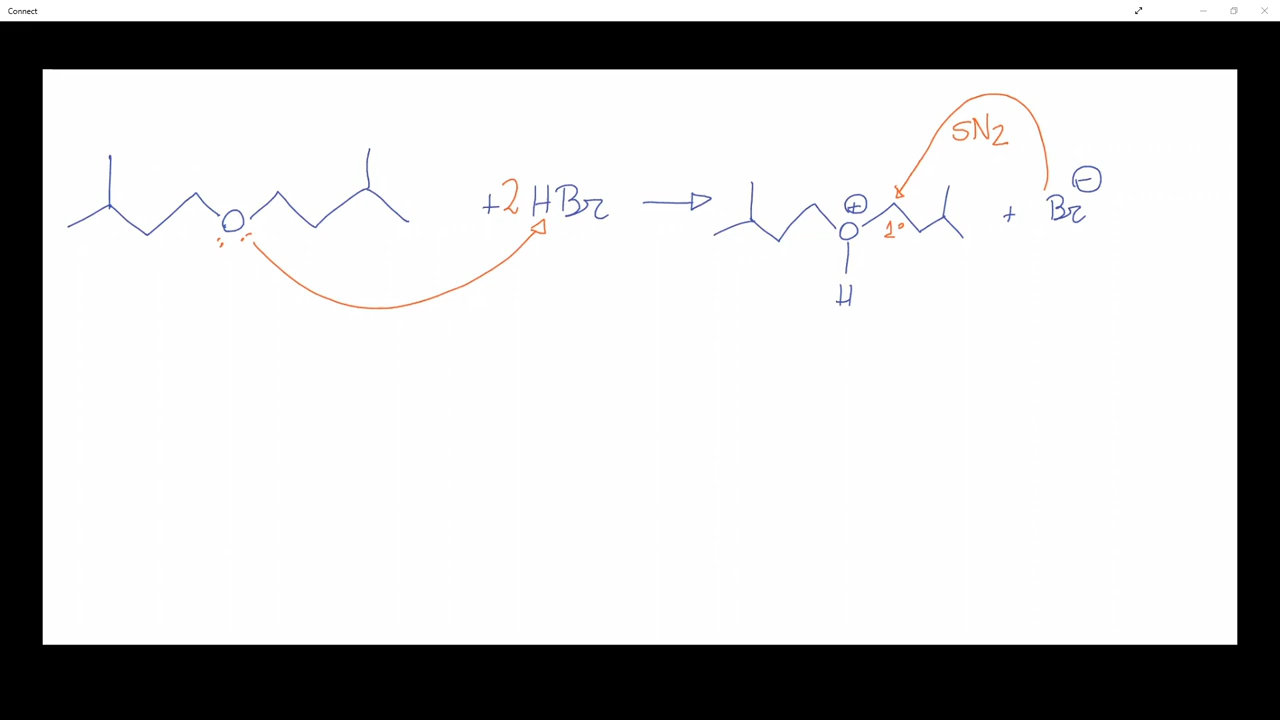 Connect
SN2
O + 2 HBr → O ⊕ 1° + Br ⊖
H